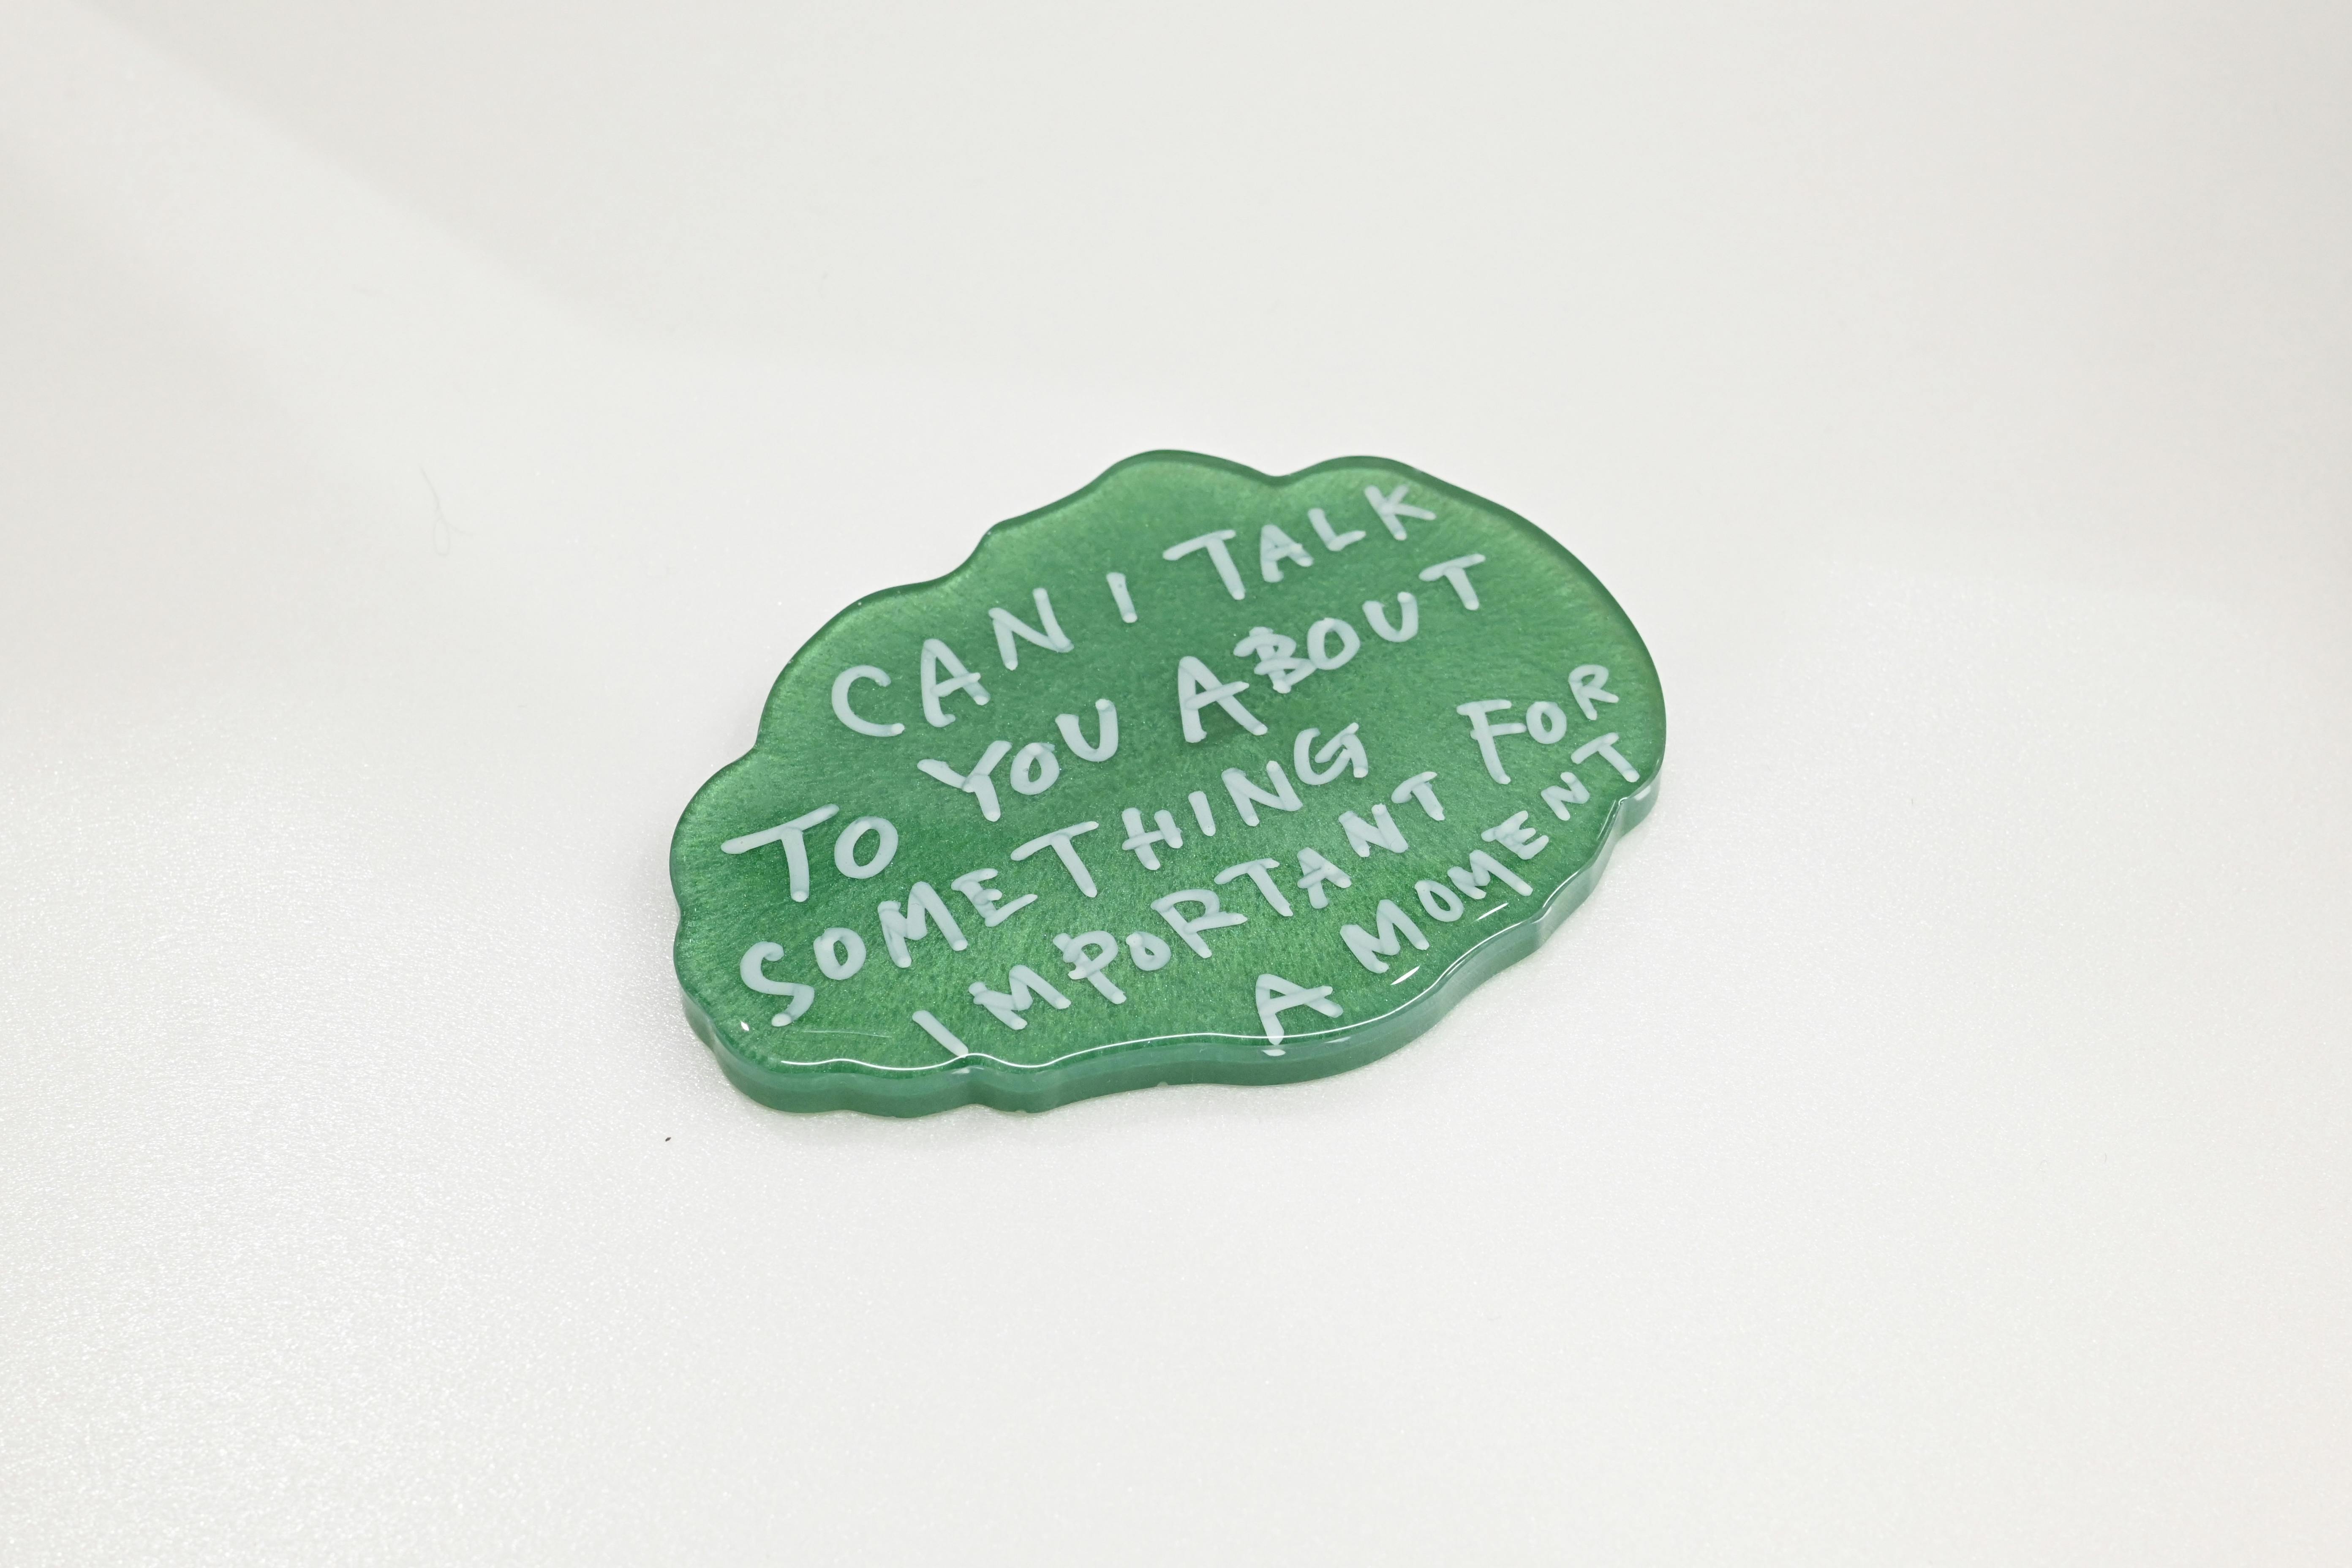 CAN I TALK
TO YOU ABOUT
SOMETHING
IMPORTANT FOR
A MOMENT